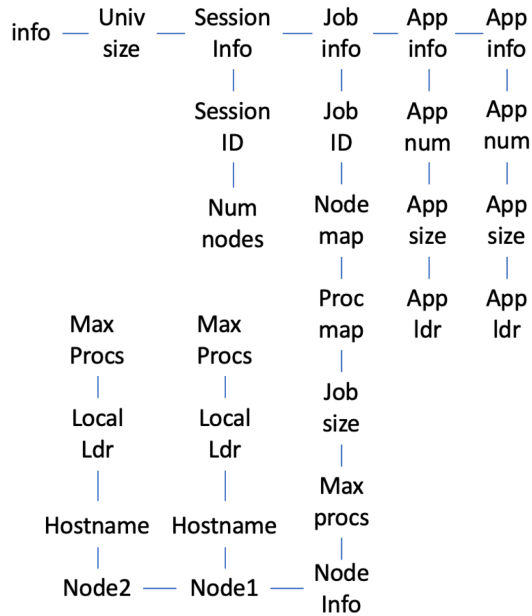 info
Univ
size
Session
Info
Job
info
App
info
App
info
Session
ID
Job
ID
App
num
App
num
Num
nodes
Node
map
App
size
App
size
Max
Procs
Max
Procs
Proc
map
App
ldr
App
ldr
Local
Ldr
Local
Ldr
Job
size
Max
procs
Hostname
Hostname
Node2
Node1
Node
Info